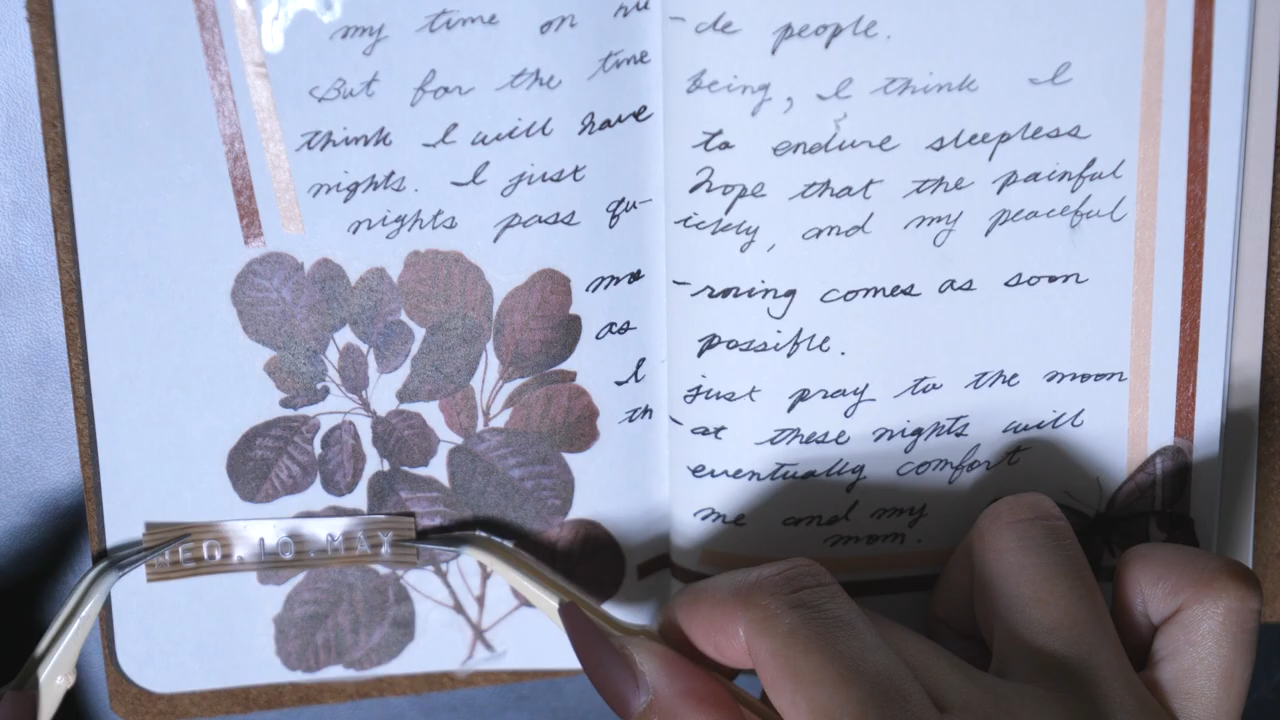 my time on nu -de people.
But for the time being, I think I
think I will have to endure sleepless
nights. I just hope that the painful
nights pass qu- ickly, and my peaceful
mo -rning comes as soon
as possible.
I just pray to the moon
th -at these nights will
eventually comfort
me and my
mom.
WED.10.MAY